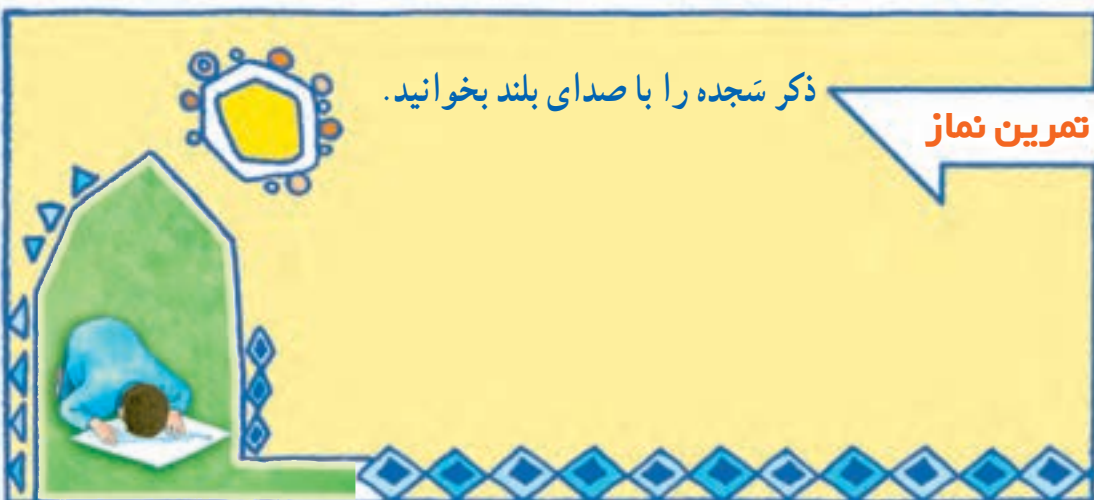 ذکر سَجده را با صدای بلند بخوانید.
تمرین نماز